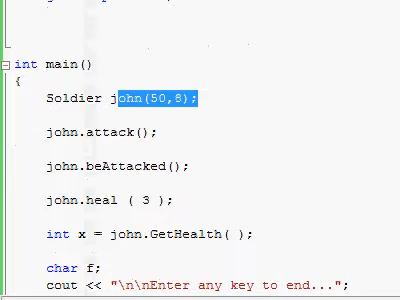 int main()
{
Soldier john(50,8);
john.attack();
john.beAttacked();
john.heal ( 3 );
int x = john.GetHealth( );
char f;
cout << "\n\nEnter any key to end...";